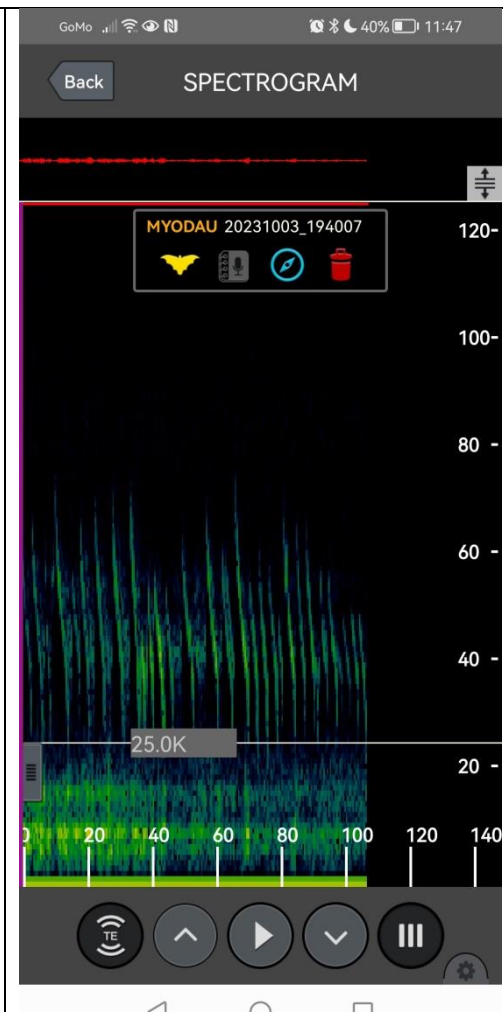 GoMo 40% 11:47
Back SPECTROGRAM
MYODAU 20231003_194007
120-
100-
80 -
60 -
40 -
25.0K
20 -
0 20 40 60 80 100 120 140
TE